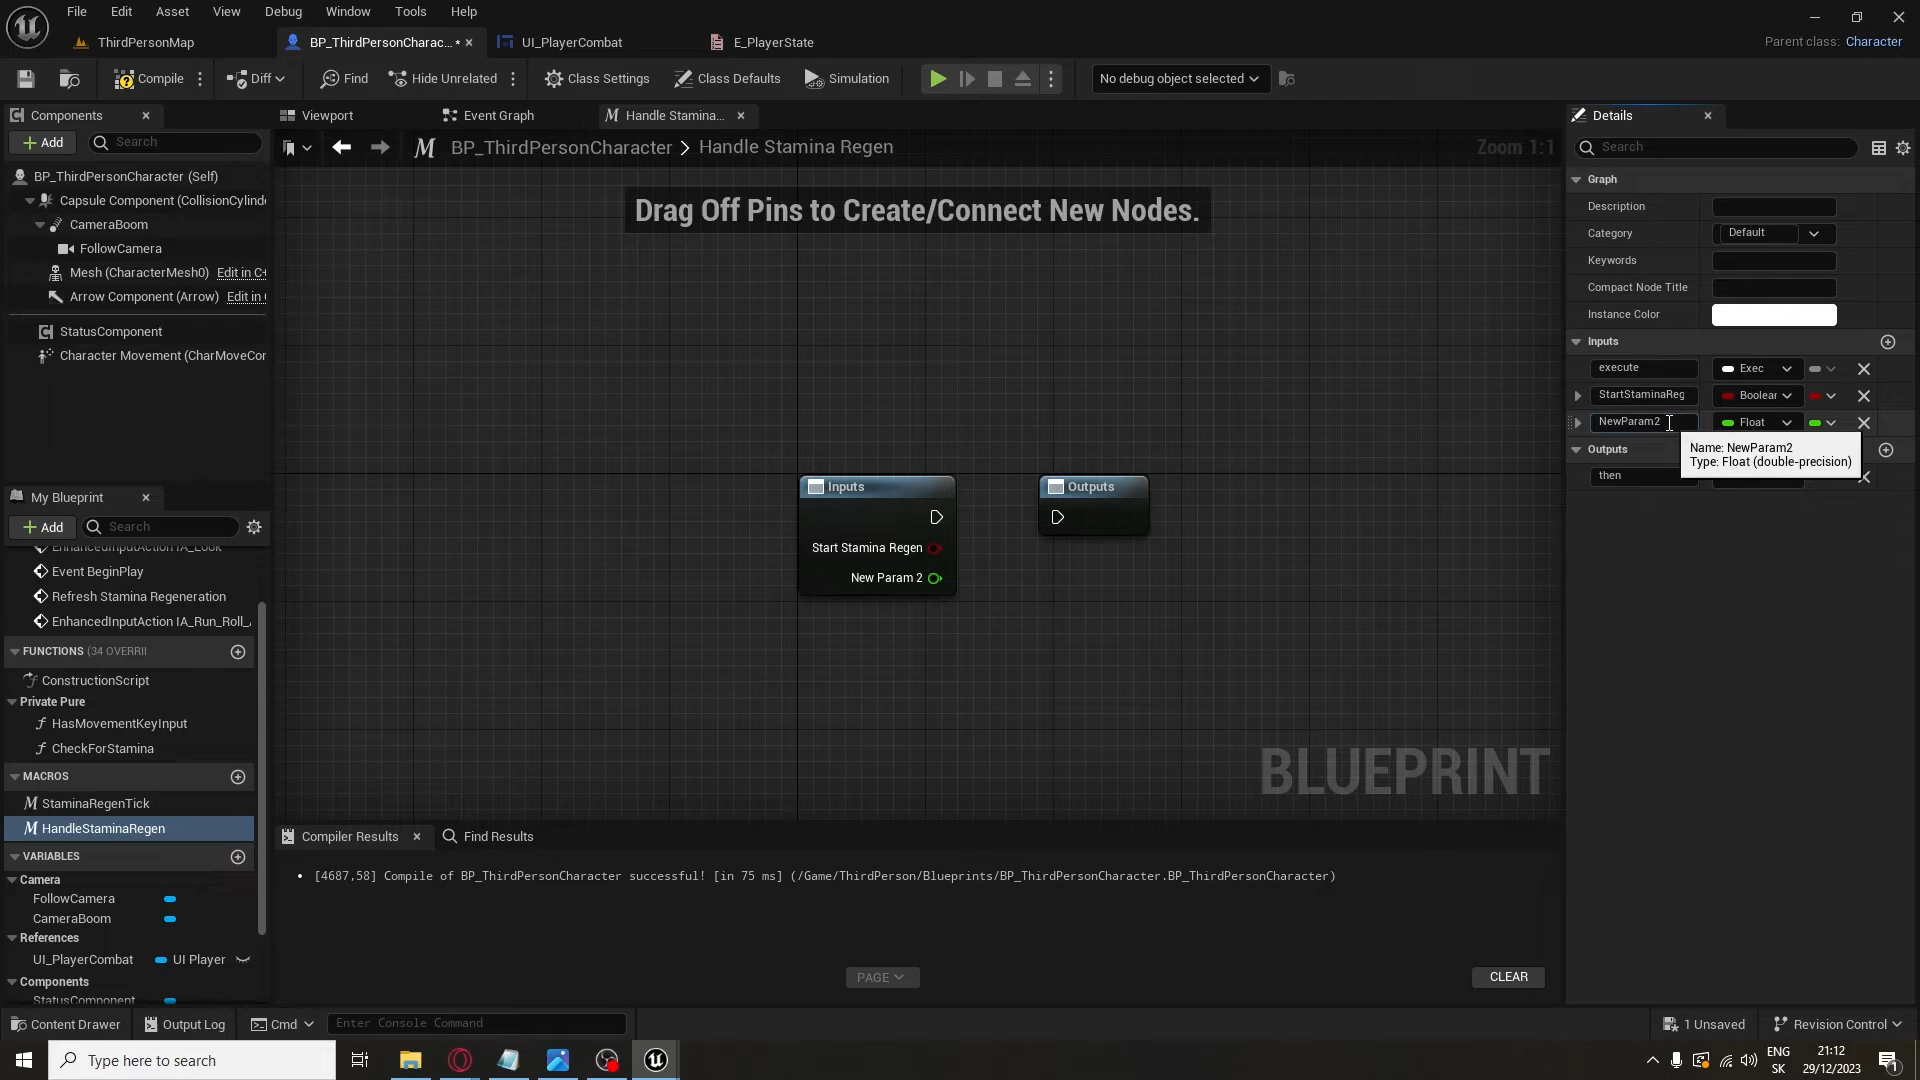 File Edit Asset View Debug Window Tools Help
ThirdPersonMap
BP_ThirdPersonCharac... *
UI_PlayerCombat
E_PlayerState
Parent class: Character
Compile
Diff
Find
Hide Unrelated
Class Settings
Class Defaults
Simulation
No debug object selected
Components
Add
Search
BP_ThirdPersonCharacter (Self)
Capsule Component (CollisionCylinde
CameraBoom
FollowCamera
Mesh (CharacterMesh0) Edit in C+
Arrow Component (Arrow) Edit in
StatusComponent
Character Movement (CharMoveCor
My Blueprint
Add
Search
EnhancedInputAction IA_Look
Event BeginPlay
Refresh Stamina Regeneration
EnhancedInputAction IA_Run_Roll_
FUNCTIONS (34 OVERRI
ConstructionScript
Private Pure
HasMovementKeyInput
CheckForStamina
MACROS
StaminaRegenTick
HandleStaminaRegen
VARIABLES
Camera
FollowCamera
CameraBoom
References
UI_PlayerCombat UI Player
Components
StatusComponent
Viewport
Event Graph
Handle Stamina...
BP_ThirdPersonCharacter > Handle Stamina Regen
Zoom 1:1
Drag Off Pins to Create/Connect New Nodes.
Inputs
Start Stamina Regen
New Param 2
Outputs
BLUEPRINT
Compiler Results
Find Results
[4687,58] Compile of BP_ThirdPersonCharacter successful! [in 75 ms] (/Game/ThirdPerson/Blueprints/BP_ThirdPersonCharacter.BP_ThirdPersonCharacter)
PAGE
CLEAR
Details
Search
Graph
Description
Category Default
Keywords
Compact Node Title
Instance Color
Inputs
execute Exec
StartStaminaReg Boolear
NewParam2 Float
Outputs
Name: NewParam2
Type: Float (double-precision)
then
Content Drawer
Output Log
Cmd
Enter Console Command
1 Unsaved
Revision Control
Type here to search
ENG
SK
21:12
29/12/2023
1